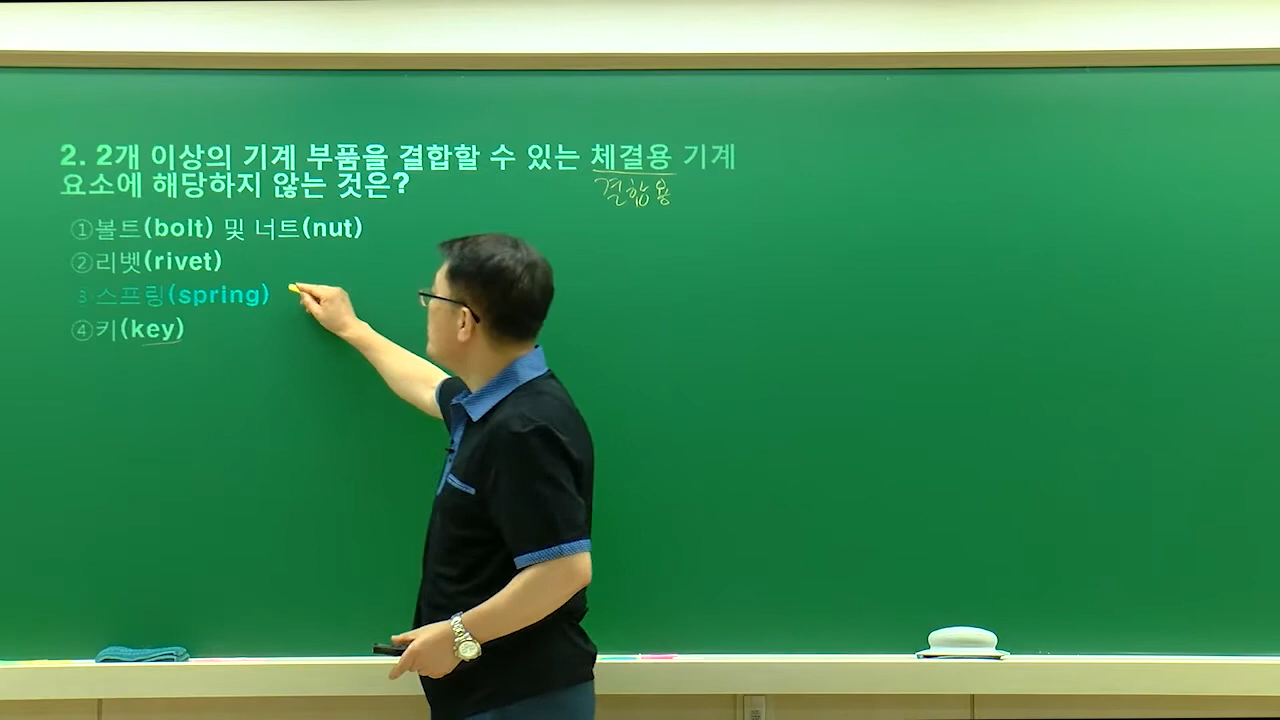 2. 2개 이상의 기계 부품을 결합할 수 있는 체결용 기계
요소에 해당하지 않는 것은?
결합용
①볼트(bolt) 및 너트(nut)
②리벳(rivet)
③스프링(spring)
④키(key)